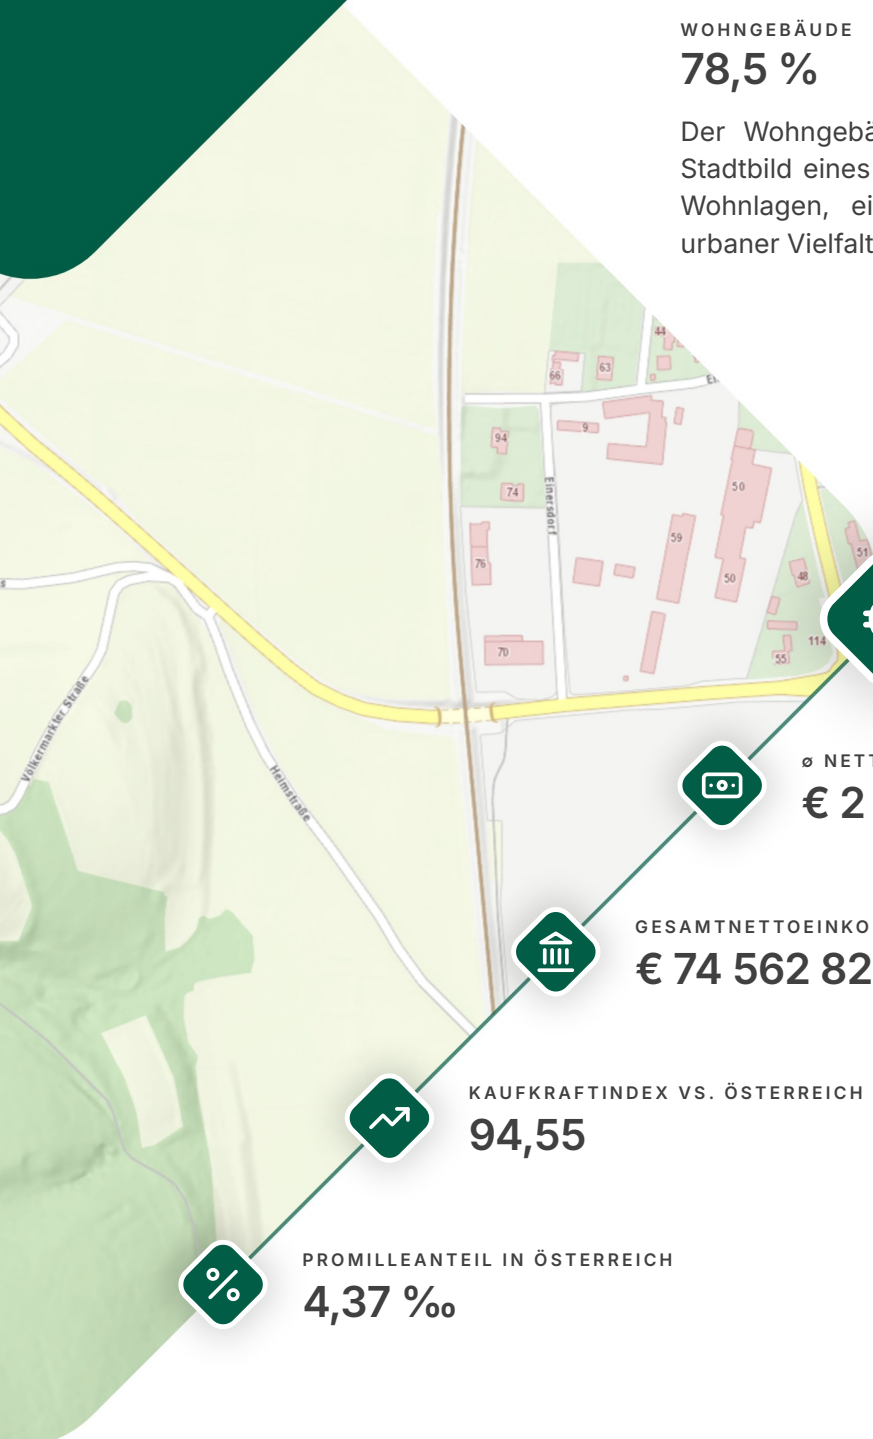 WOHNGEBÄUDE
78,5 %
Der Wohngebä
Stadtbild eines
Wohnlagen, ei
urbaner Vielfalt
44
66
63
Ei
9
94
74
Einersdorf
50
59
51
76
50
48
70
114
55
s
Völkermarkter Straße
Heimstraße
ø NETT
€ 2
GESAMTNETTOEINKO
€ 74 562 82
KAUFKRAFTINDEX VS. ÖSTERREICH
94,55
PROMILLEANTEIL IN ÖSTERREICH
4,37 ‰